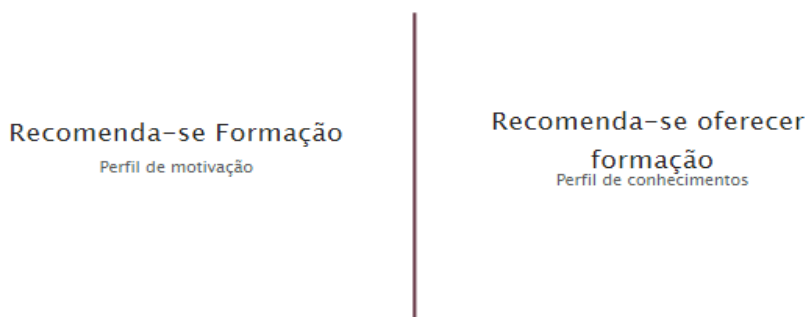 Recomenda-se Formação
Perfil de motivação
Recomenda-se oferecer
formação
Perfil de conhecimentos